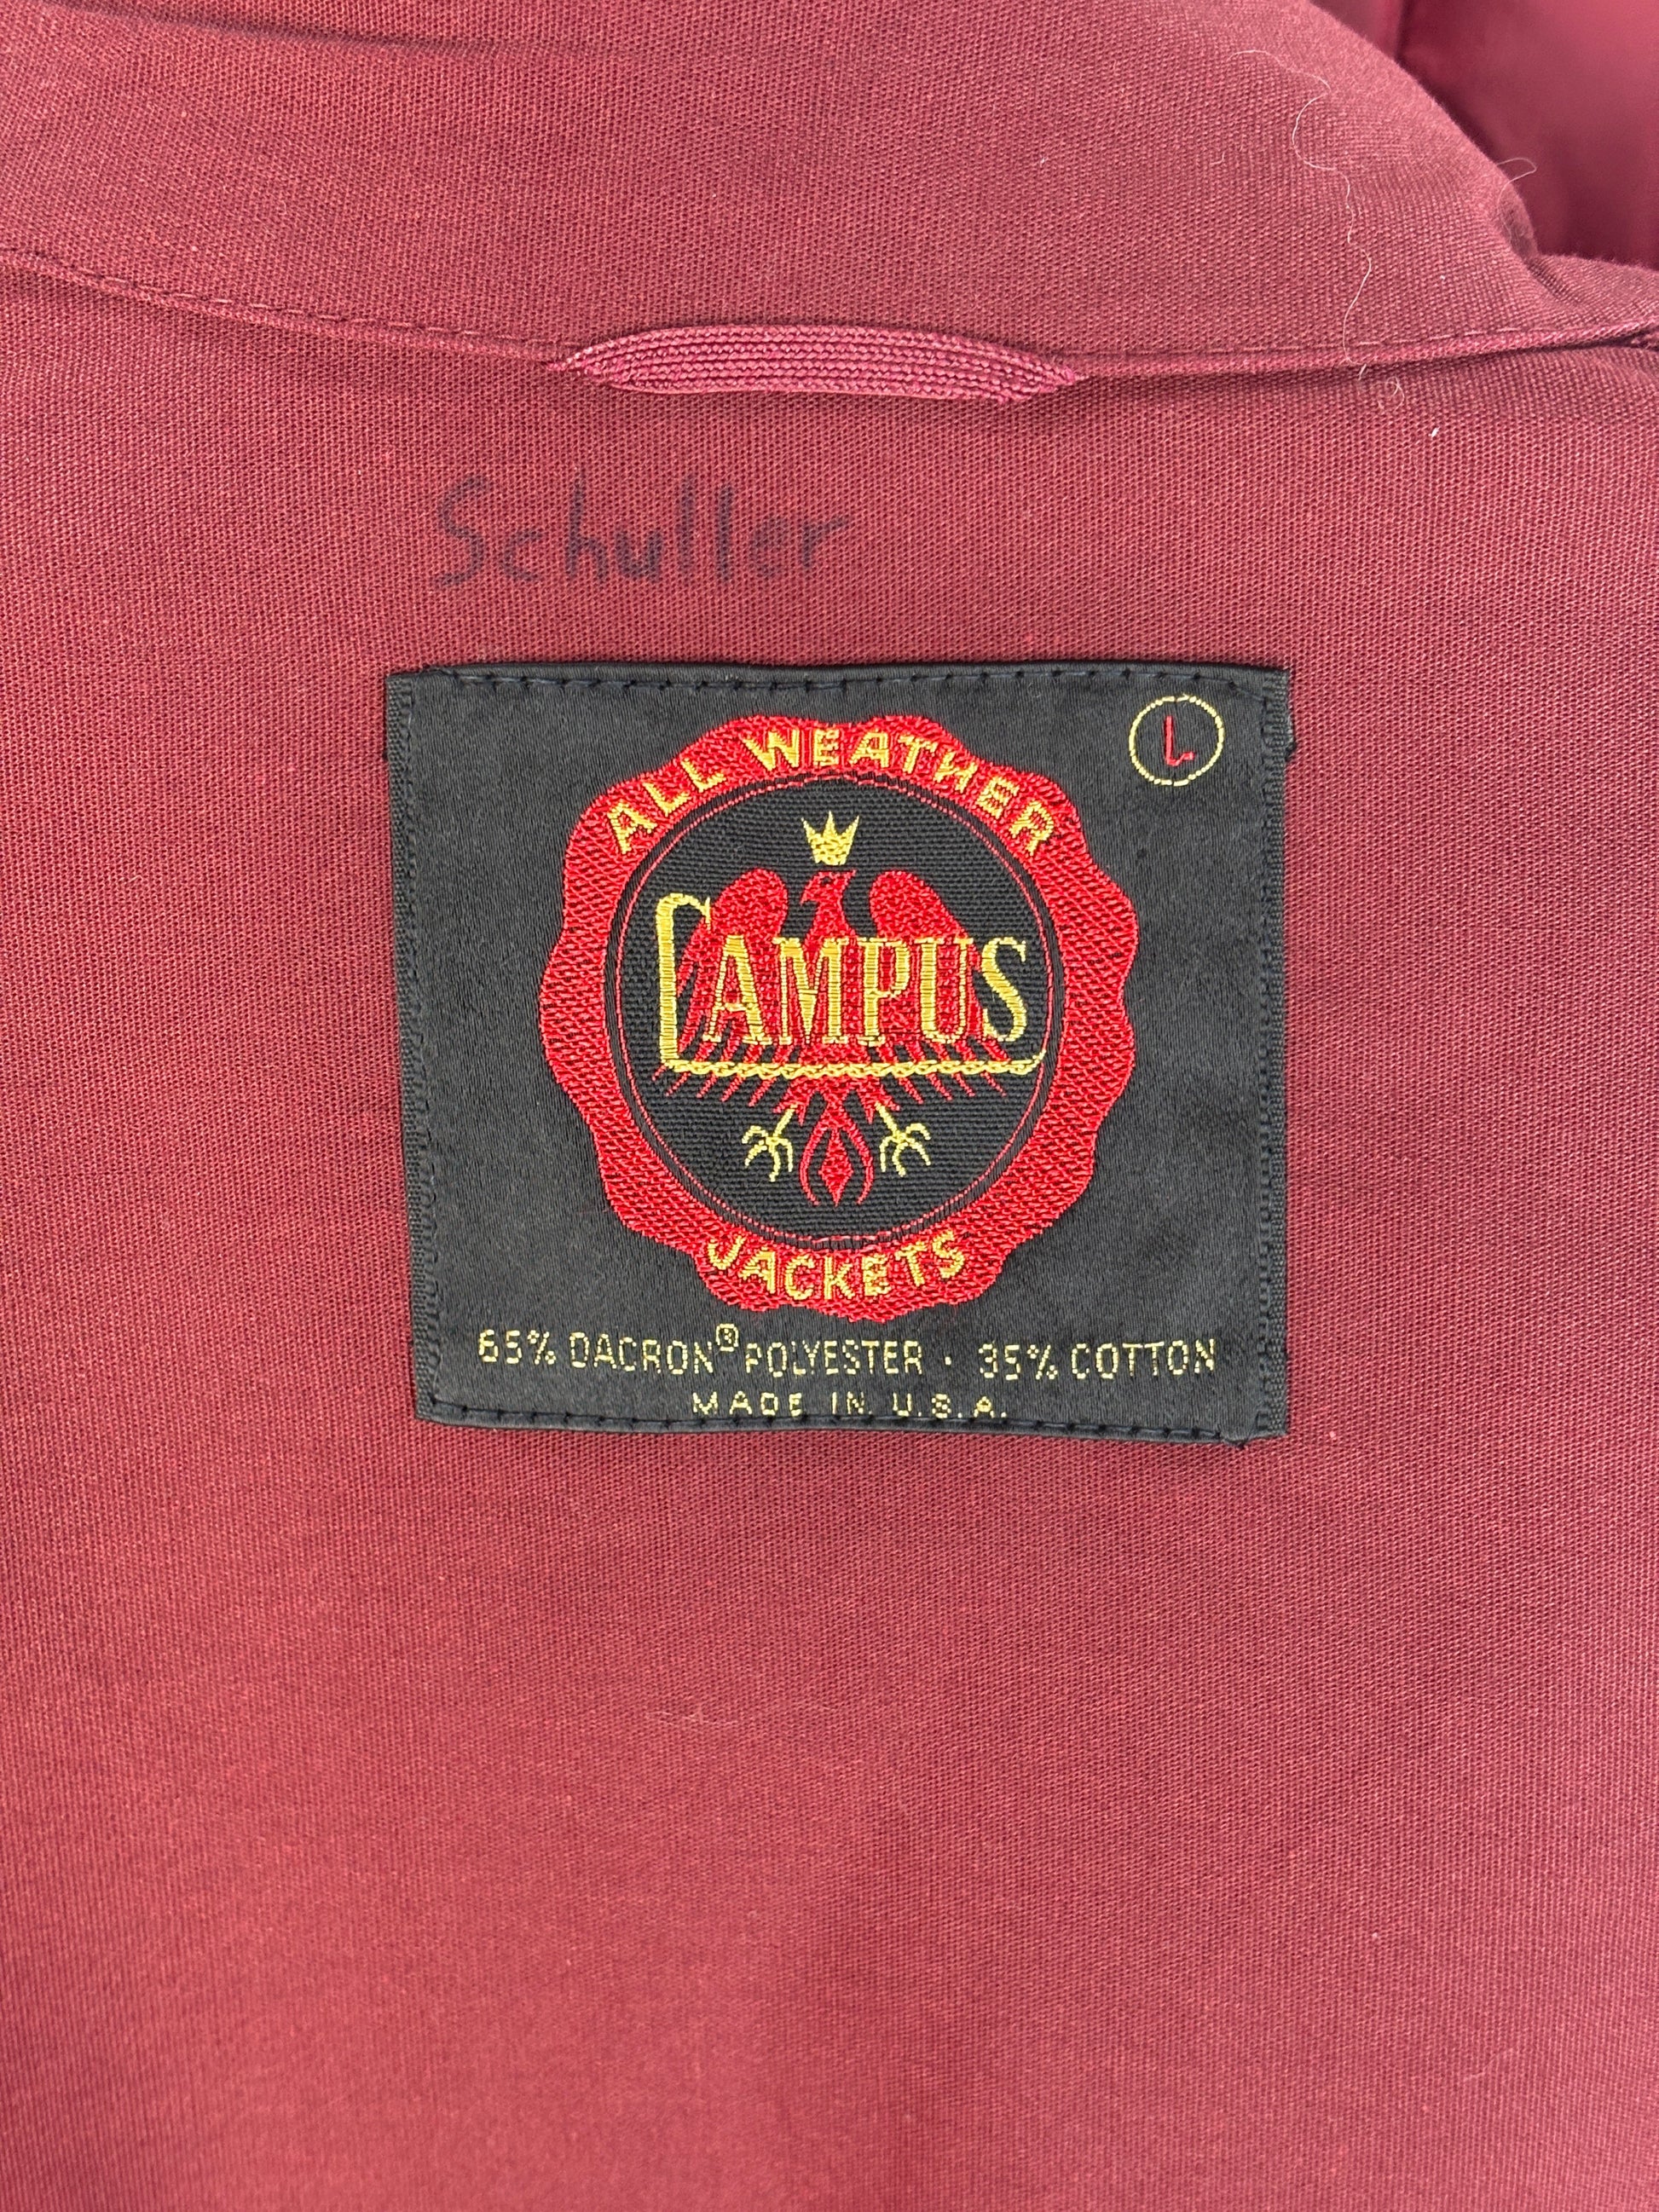 Schuller
L
ALL WEATHER
CAMPUS
JACKETS
65% DACRON® POLYESTER · 35% COTTON
MADE IN U.S.A.